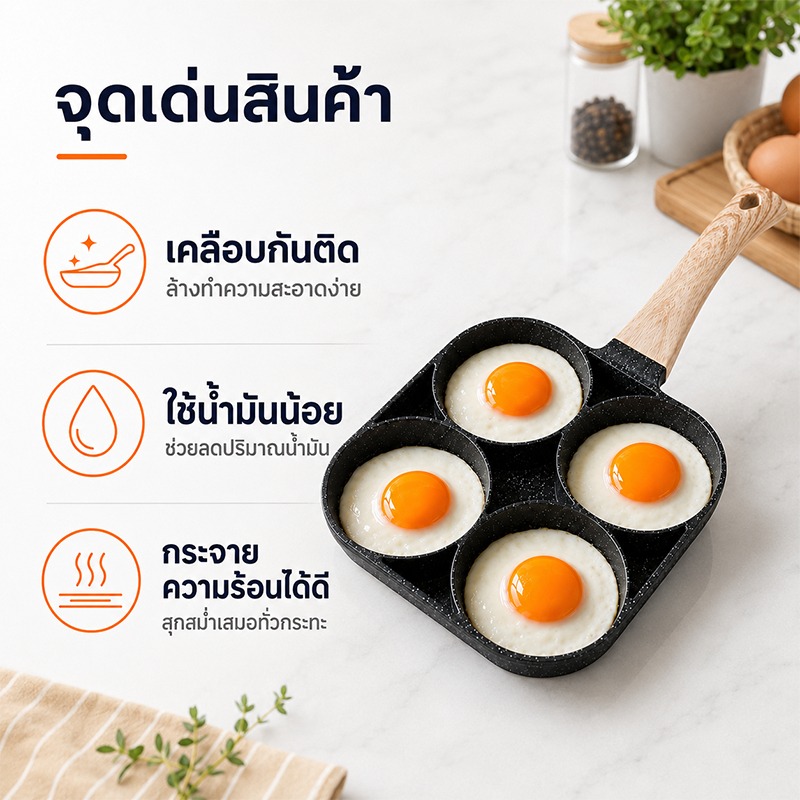 จุดเด่นสินค้า
เคลือบกันติด
ล้างทำความสะอาดง่าย
ใช้น้ำมันน้อย
ช่วยลดปริมาณน้ำมัน
กระจาย
ความร้อนได้ดี
สุกสม่ำเสมอทั่วกระทะ